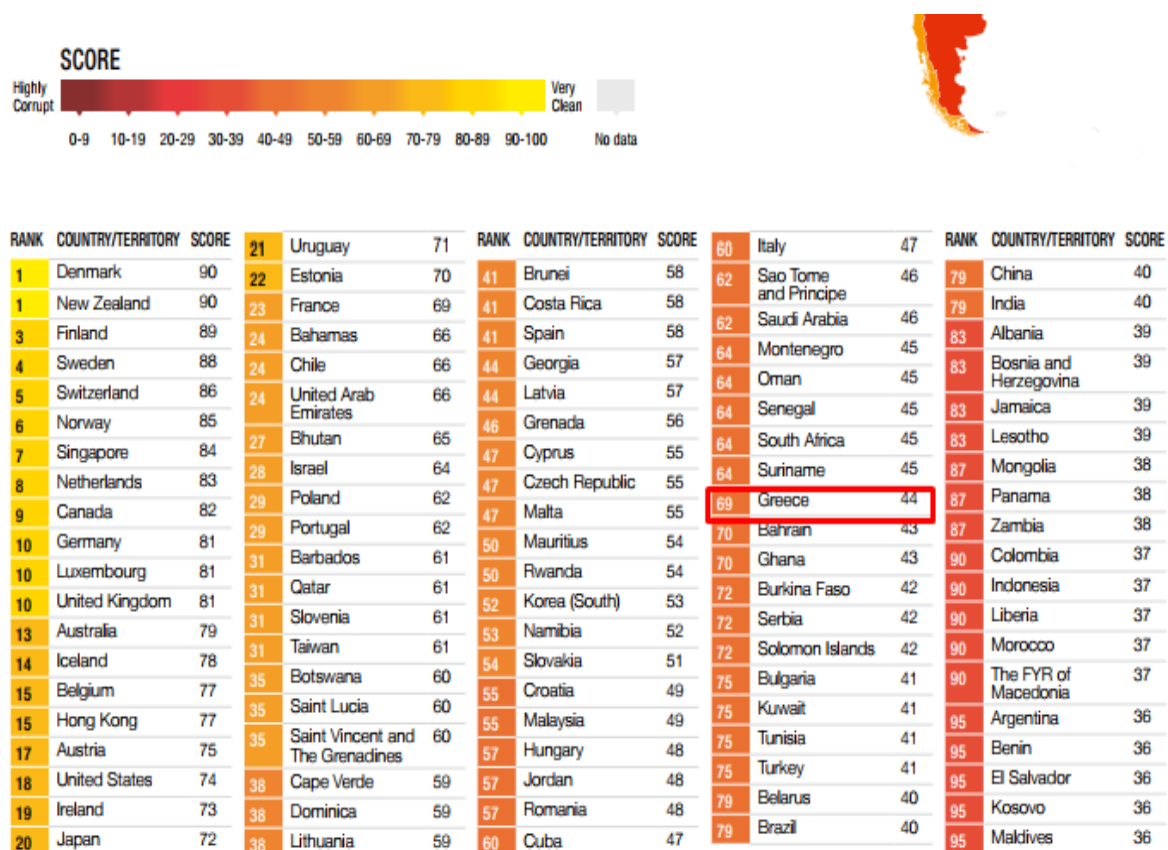 SCORE
Highly Corrupt
Very Clean
0-9 10-19 20-29 30-39 40-49 50-59 60-69 70-79 80-89 90-100 No data
RANK COUNTRY/TERRITORY SCORE
1 Denmark 90
1 New Zealand 90
3 Finland 89
4 Sweden 88
5 Switzerland 86
6 Norway 85
7 Singapore 84
8 Netherlands 83
9 Canada 82
10 Germany 81
10 Luxembourg 81
10 United Kingdom 81
13 Australia 79
14 Iceland 78
15 Belgium 77
15 Hong Kong 77
17 Austria 75
18 United States 74
19 Ireland 73
20 Japan 72
21 Uruguay 71
22 Estonia 70
23 France 69
24 Bahamas 66
24 Chile 66
24 United Arab 66
Emirates
27 Bhutan 65
28 Israel 64
29 Poland 62
29 Portugal 62
31 Barbados 61
31 Qatar 61
31 Slovenia 61
31 Taiwan 61
35 Botswana 60
35 Saint Lucia 60
35 Saint Vincent and 60
The Grenadines
38 Cape Verde 59
38 Dominica 59
38 Lithuania 59
RANK COUNTRY/TERRITORY SCORE
41 Brunei 58
41 Costa Rica 58
41 Spain 58
44 Georgia 57
44 Latvia 57
46 Grenada 56
47 Cyprus 55
47 Czech Republic 55
47 Malta 55
50 Mauritius 54
50 Rwanda 54
52 Korea (South) 53
53 Namibia 52
54 Slovakia 51
55 Croatia 49
55 Malaysia 49
57 Hungary 48
57 Jordan 48
57 Romania 48
60 Cuba 47
60 Italy 47
62 Sao Tome 46
and Principe
62 Saudi Arabia 46
64 Montenegro 45
64 Oman 45
64 Senegal 45
64 South Africa 45
64 Suriname 45
69 Greece 44
70 Bahrain 43
70 Ghana 43
72 Burkina Faso 42
72 Serbia 42
72 Solomon Islands 42
75 Bulgaria 41
75 Kuwait 41
75 Tunisia 41
75 Turkey 41
79 Belarus 40
79 Brazil 40
RANK COUNTRY/TERRITORY SCORE
79 China 40
79 India 40
83 Albania 39
83 Bosnia and 39
Herzegovina
83 Jamaica 39
83 Lesotho 39
87 Mongolia 38
87 Panama 38
87 Zambia 38
90 Colombia 37
90 Indonesia 37
90 Liberia 37
90 Morocco 37
90 The FYR of 37
Macedonia
95 Argentina 36
95 Benin 36
95 El Salvador 36
95 Kosovo 36
95 Maldives 36